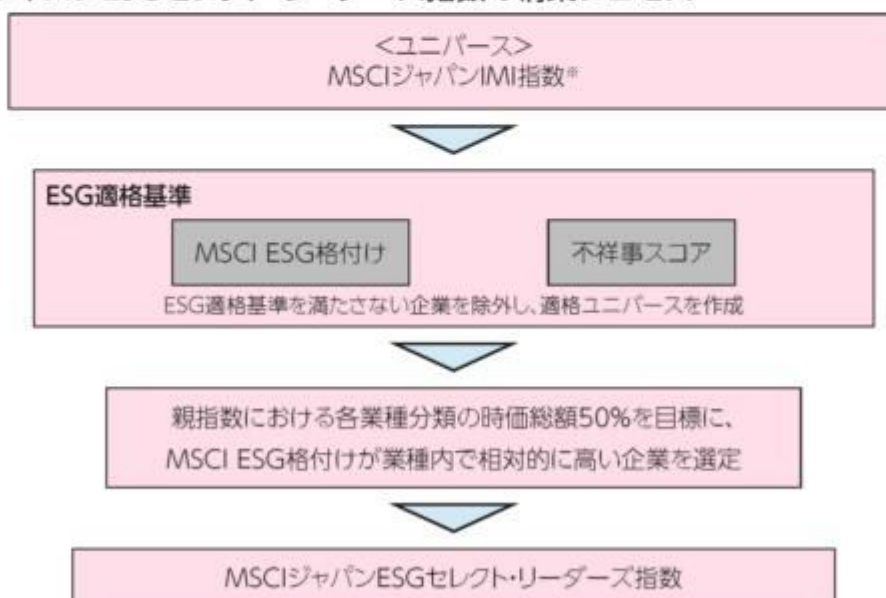 <ユニバース>
MSCIジャパンIMI指数※
ESG適格基準
MSCI ESG格付け
不祥事スコア
ESG適格基準を満たさない企業を除外し、適格ユニバースを作成
親指数における各業種分類の時価総額50%を目標に、
MSCI ESG格付けが業種内で相対的に高い企業を選定
MSCIジャパンESGセレクト・リーダーズ指数